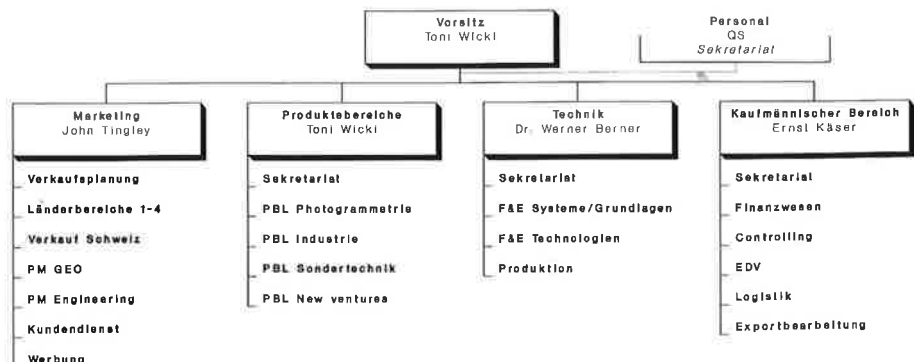 Vorsitz
Toni Wicki
Personal
QS
Sekretariat
Marketing
John Tingley
Produktebereiche
Toni Wicki
Technik
Dr. Werner Berner
Kaufmännischer Bereich
Ernst Käser
Verkaufsplanung
Länderbereiche 1-4
Verkauf Schweiz
PM GEO
PM Engineering
Kundendienst
Werbung
Sekretariat
PBL Photogrammetrie
PBL Industrie
PBL Sondertechnik
PBL New ventures
Sekretariat
F&E Systeme/Grundlagen
F&E Technologien
Produktion
Sekretariat
Finanzwesen
Controlling
EDV
Logistik
Exportbearbeitung